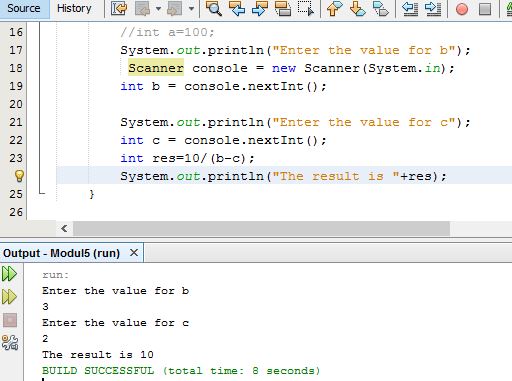 Source History
16 //int a=100;
17 System.out.println("Enter the value for b");
18 Scanner console = new Scanner(System.in);
19 int b = console.nextInt();
20
21 System.out.println("Enter the value for c");
22 int c = console.nextInt();
23 int res=10/(b-c);
System.out.println("The result is "+res);
25 }
26
Output - Modul5 (run) ×
run:
Enter the value for b
3
Enter the value for c
2
The result is 10
BUILD SUCCESSFUL (total time: 8 seconds)